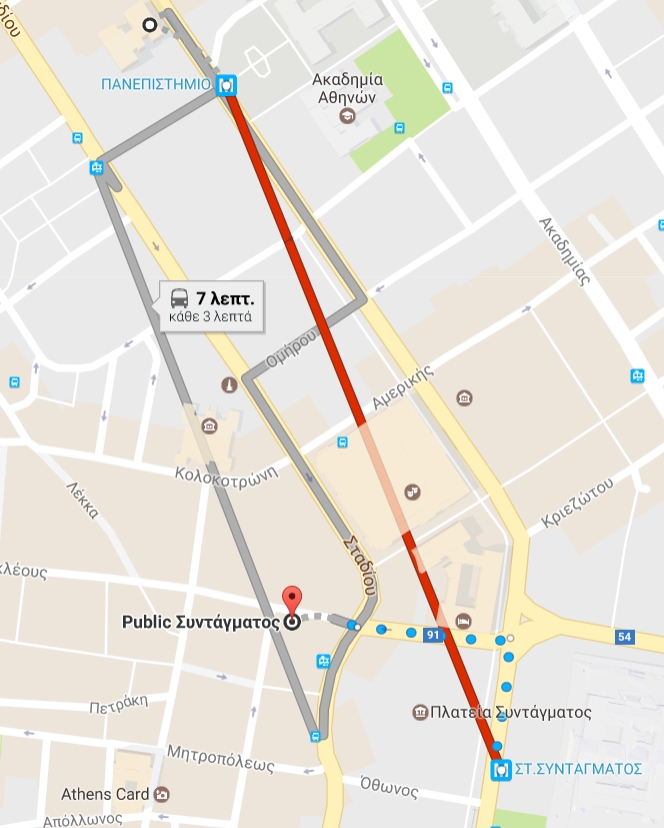 δίου
ΠΑΝΕΠΙΣΤΗΜΙΟ
Ακαδημία
Αθηνών
Ακαδημίας
7 λεπτ.
κάθε 3 λεπτά
Ομήρου
Αμερικής
Κολοκοτρώνη
Λέκκα
Κριεζώτου
Σταδίου
κλέους
Public Συντάγματος
91
54
Πετράκη
Πλατεία Συντάγματος
Μητροπόλεως
ΣΤ.ΣΥΝΤΑΓΜΑΤΟΣ
Όθωνος
Athens Card
Απόλλωνος